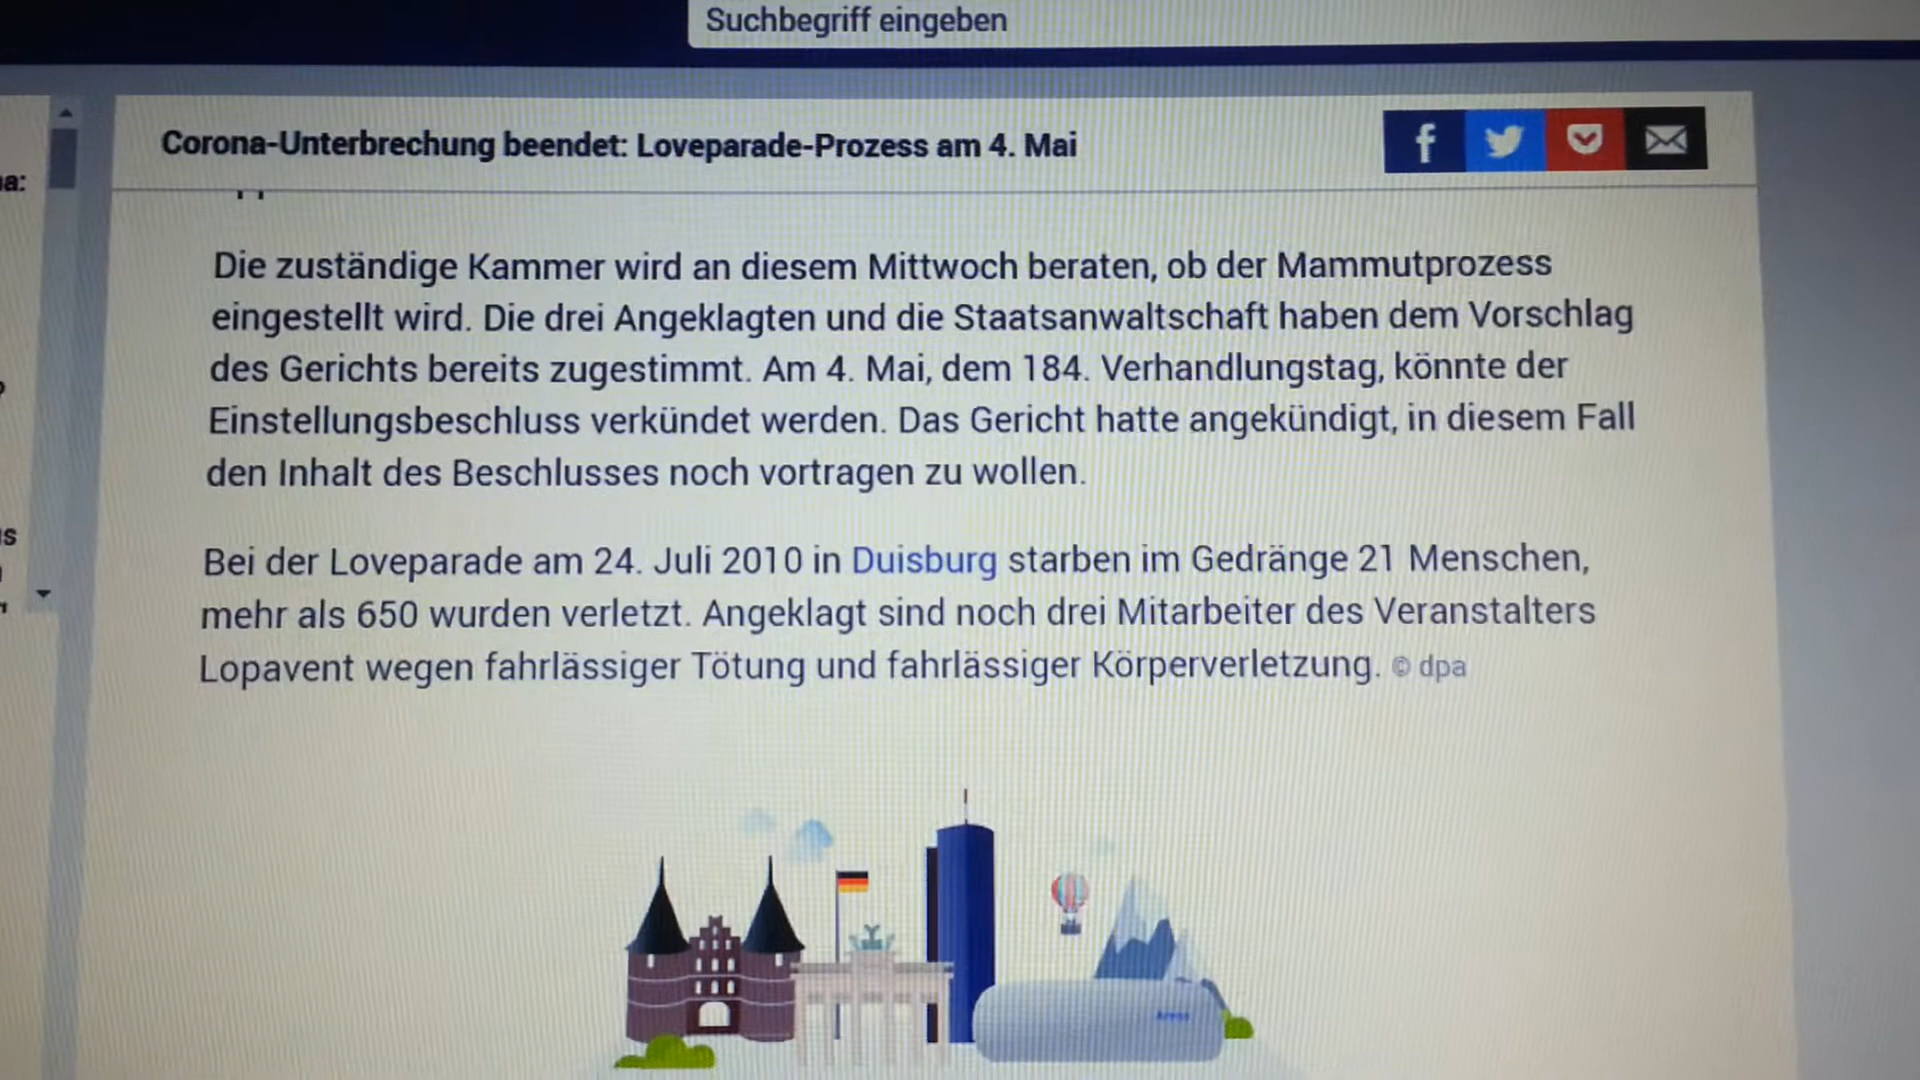 Suchbegriff eingeben
Corona-Unterbrechung beendet: Loveparade-Prozess am 4. Mai
Die zuständige Kammer wird an diesem Mittwoch beraten, ob der Mammutprozess
eingestellt wird. Die drei Angeklagten und die Staatsanwaltschaft haben dem Vorschlag
des Gerichts bereits zugestimmt. Am 4. Mai, dem 184. Verhandlungstag, könnte der
Einstellungsbeschluss verkündet werden. Das Gericht hatte angekündigt, in diesem Fall
den Inhalt des Beschlusses noch vortragen zu wollen.
Bei der Loveparade am 24. Juli 2010 in Duisburg starben im Gedränge 21 Menschen,
mehr als 650 wurden verletzt. Angeklagt sind noch drei Mitarbeiter des Veranstalters
Lopavent wegen fahrlässiger Tötung und fahrlässiger Körperverletzung. © dpa
Arena